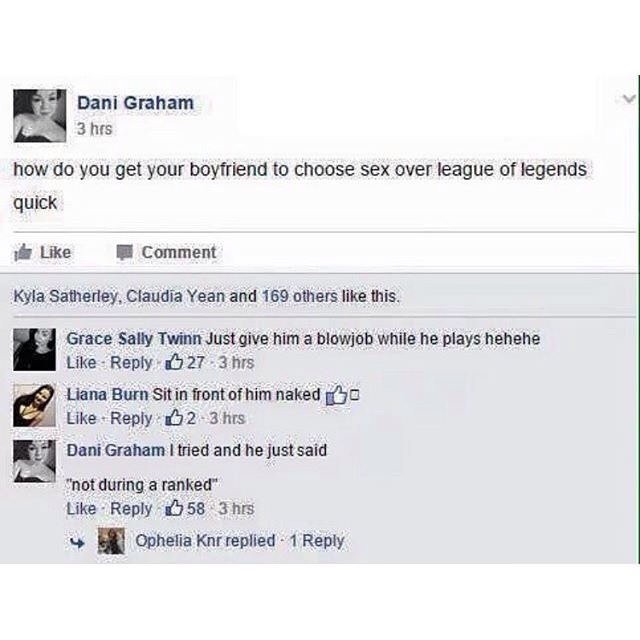 Dani Graham
3 hrs
how do you get your boyfriend to choose sex over league of legends
quick
Like Comment
Kyla Satherley, Claudia Yean and 169 others like this.
Grace Sally Twinn Just give him a blowjob while he plays hehehe
Like · Reply · 27 · 3 hrs
Liana Burn Sit in front of him naked
Like · Reply · 2 · 3 hrs
Dani Graham I tried and he just said
"not during a ranked"
Like · Reply · 58 · 3 hrs
Ophelia Knr replied · 1 Reply